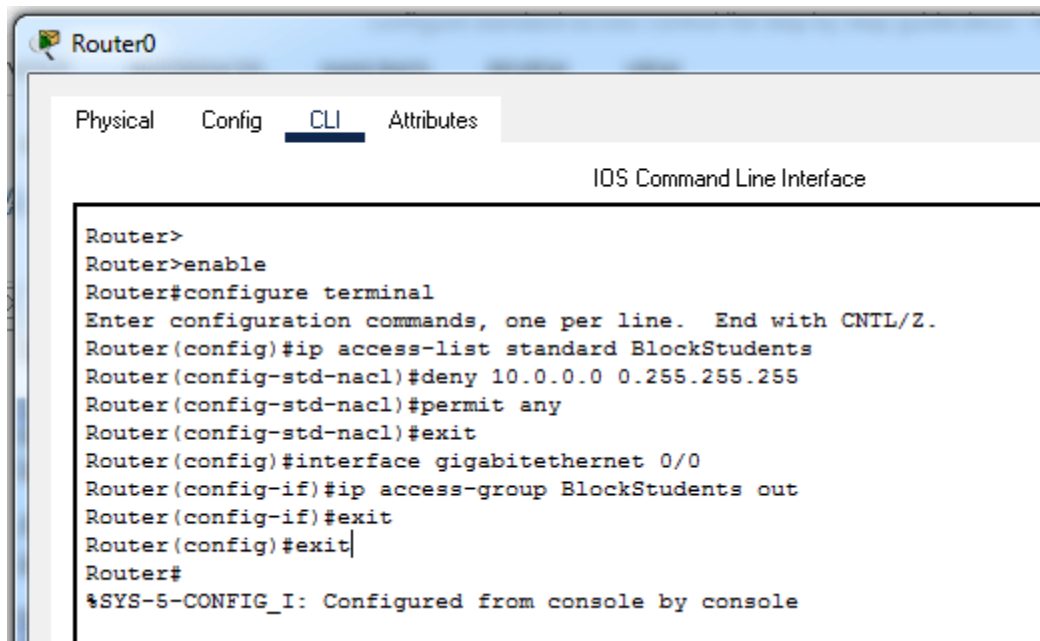 Router0
Physical Config CLI Attributes
IOS Command Line Interface
Router>
Router>enable
Router#configure terminal
Enter configuration commands, one per line.  End with CNTL/Z.
Router(config)#ip access-list standard BlockStudents
Router(config-std-nacl)#deny 10.0.0.0 0.255.255.255
Router(config-std-nacl)#permit any
Router(config-std-nacl)#exit
Router(config)#interface gigabitethernet 0/0
Router(config-if)#ip access-group BlockStudents out
Router(config-if)#exit
Router(config)#exit
Router#
%SYS-5-CONFIG_I: Configured from console by console